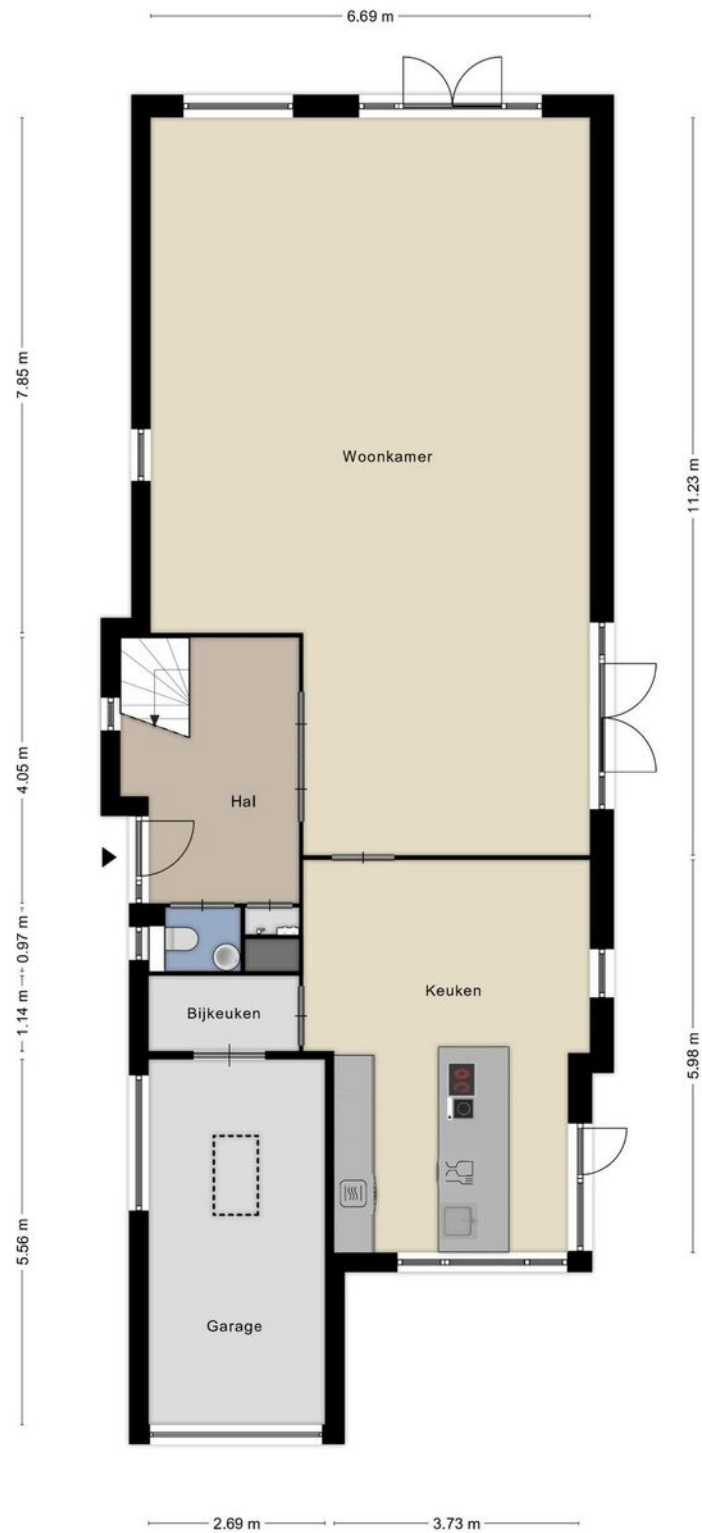 6.69 m
7.85 m
Woonkamer
11.23 m
4.05 m
Hal
0.97 m
Keuken
Bijkeuken
1.14 m
5.98 m
5.56 m
Garage
2.69 m
3.73 m